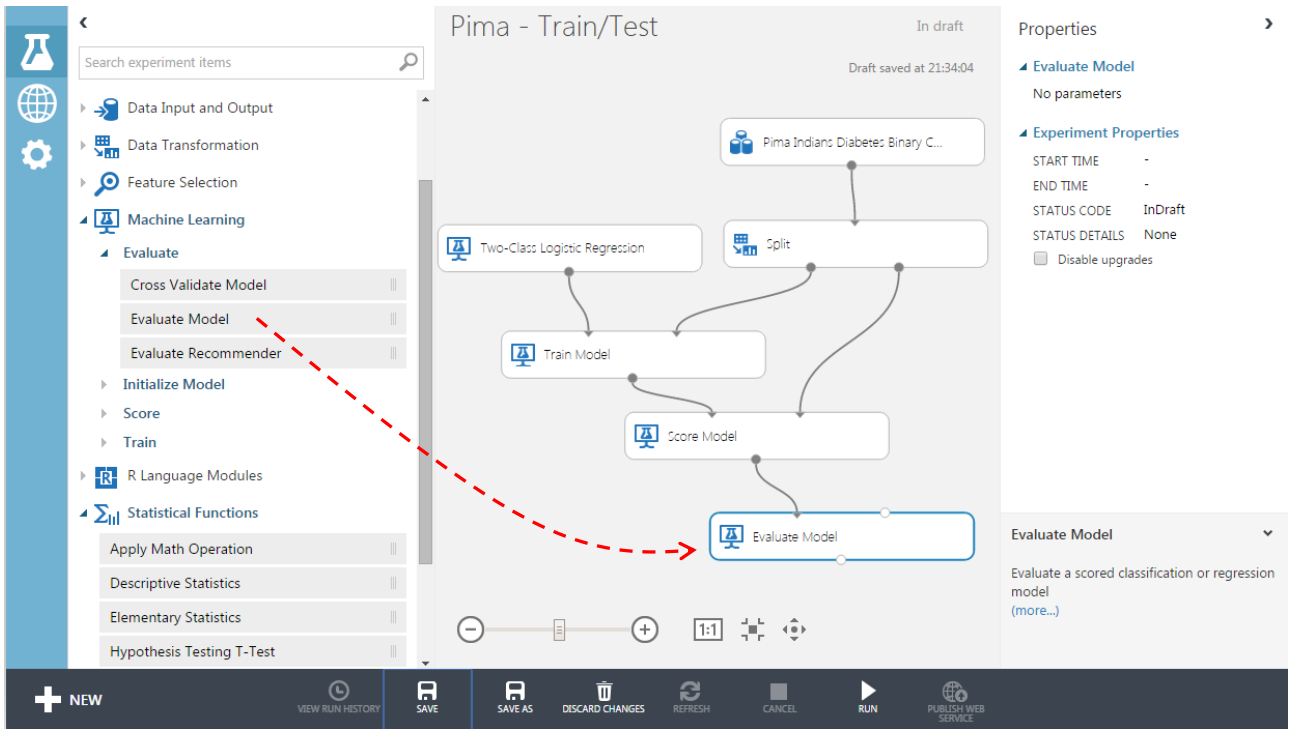 Search experiment items
Data Input and Output
Data Transformation
Feature Selection
Machine Learning
Evaluate
Cross Validate Model
Evaluate Model
Evaluate Recommender
Initialize Model
Score
Train
R
R Language Modules
Statistical Functions
Apply Math Operation
Descriptive Statistics
Elementary Statistics
Hypothesis Testing T-Test
Pima - Train/Test
In draft
Draft saved at 21:34:04
Pima Indians Diabetes Binary C...
Two-Class Logistic Regression
Split
Train Model
Score Model
Evaluate Model
1:1
Properties
Evaluate Model
No parameters
Experiment Properties
START TIME -
END TIME -
STATUS CODE InDraft
STATUS DETAILS None
Disable upgrades
Evaluate Model
Evaluate a scored classification or regression
model
(more...)
NEW
VIEW RUN HISTORY
SAVE
SAVE AS
DISCARD CHANGES
REFRESH
CANCEL
RUN
PUBLISH WEB
SERVICE